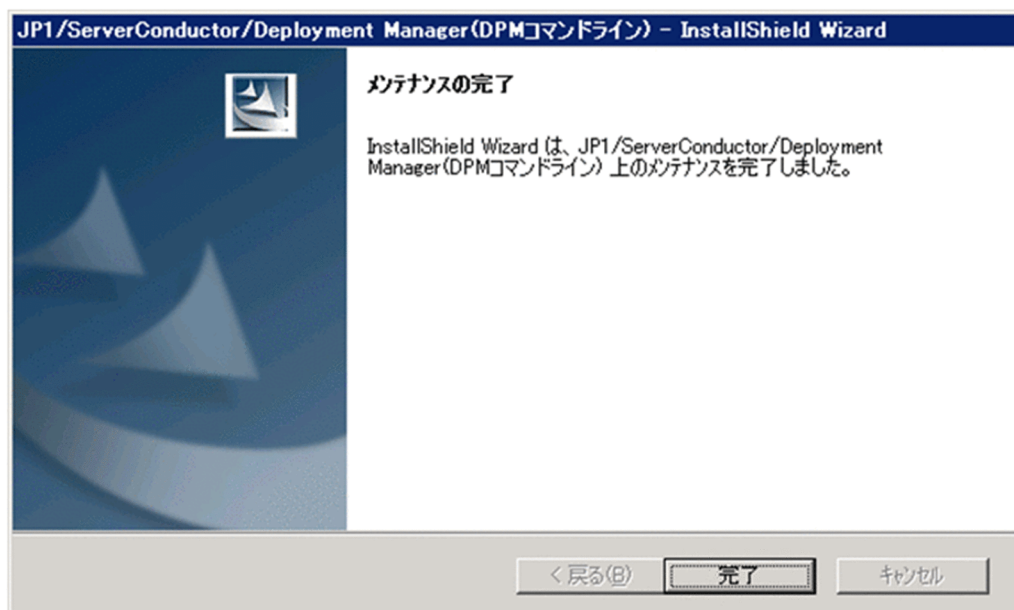 JP1/ServerConductor/Deployment Manager(DPMコマンドライン) - InstallShield Wizard
メンテナンスの完了
InstallShield Wizard は、JP1/ServerConductor/Deployment
Manager(DPMコマンドライン) 上のメンテナンスを完了しました。
< 戻る(B)
完了
キャンセル